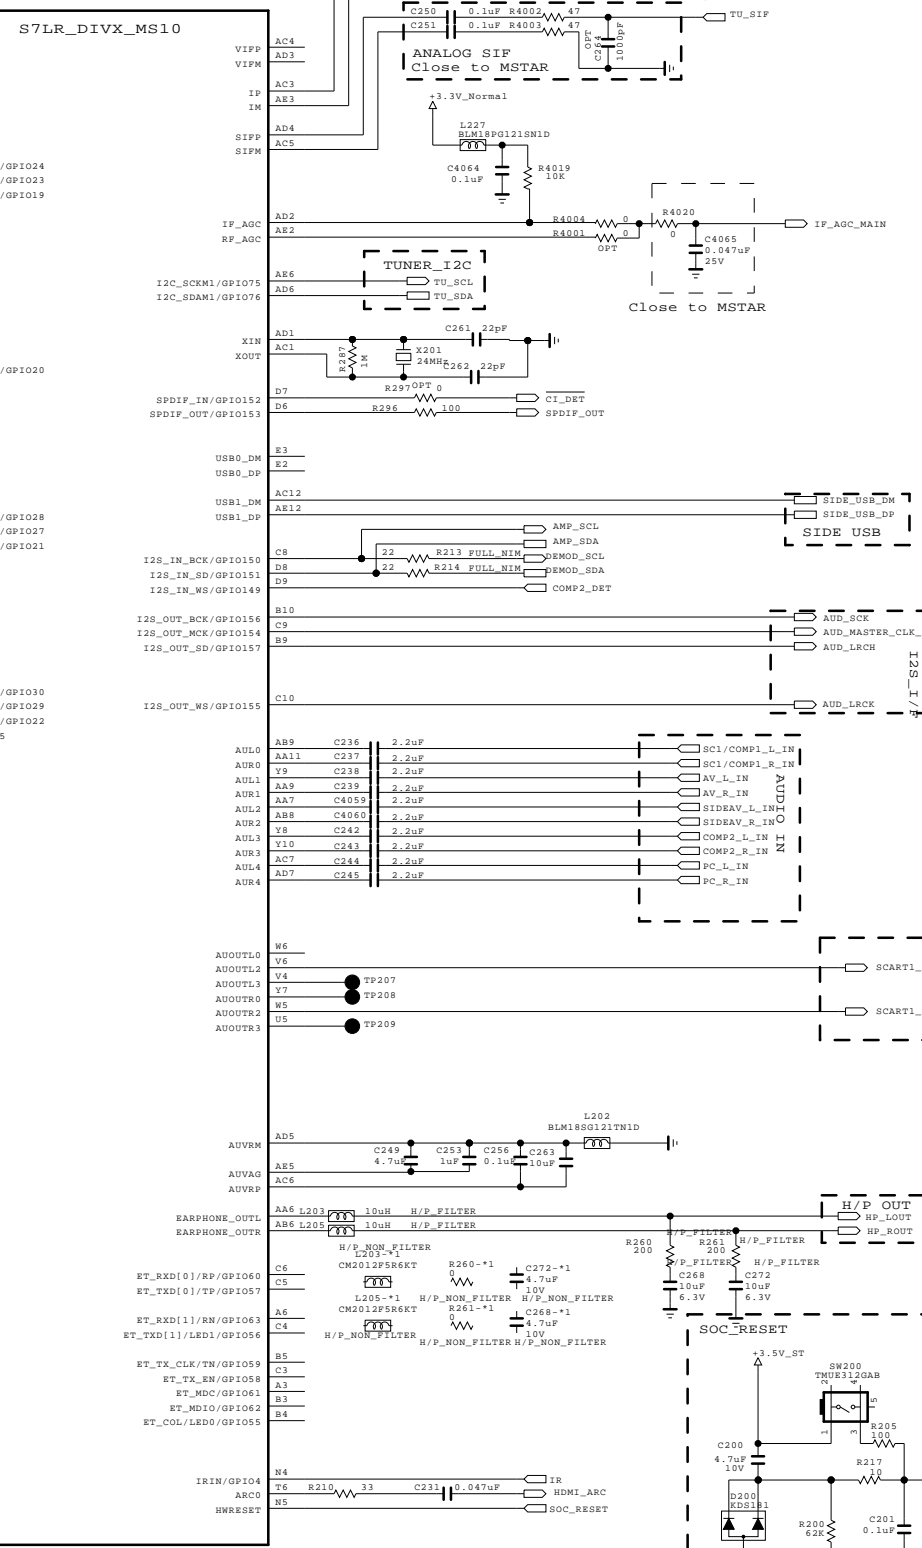 S7LR_DIVX_MS10
C250 0.1uF R4002 47
C251 0.1uF R4003 47
TU_SIF
OPT
C264
1000pF
ANALOG SIF
Close to MSTAR
VIFP AC4
VIFM AD3
IP AC3
IM AE3
SIFP AD4
SIFM AC5
+3.3V_Normal
L227
BLM18PG121SN1D
C4064
0.1uF
R4019
10K
/GPIO24
/GPIO23
/GPIO19
IF_AGC AD2
RF_AGC AE2
R4004 0
R4001 0
OPT
R4020
0
C4065
0.047uF
25V
IF_AGC_MAIN
Close to MSTAR
TUNER_I2C
I2C_SCKM1/GPIO75 AE6 TU_SCL
I2C_SDAM1/GPIO76 AD6 TU_SDA
XIN AD1
XOUT AC1
R287
1M
X201
24MHz
C261 22pF
C262 22pF
/GPIO20
SPDIF_IN/GPIO152 D7 R297 OPT 0 CI_DET
SPDIF_OUT/GPIO153 D6 R296 100 SPDIF_OUT
USB0_DM E3
USB0_DP E2
USB1_DM AC12 SIDE_USB_DM
USB1_DP AE12 SIDE_USB_DP
SIDE USB
/GPIO28
/GPIO27
/GPIO21
AMP_SCL
AMP_SDA
I2S_IN_BCK/GPIO150 C8 22 R213 FULL_NIM DEMOD_SCL
I2S_IN_SD/GPIO151 D8 22 R214 FULL_NIM DEMOD_SDA
I2S_IN_WS/GPIO149 D9 COMP2_DET
I2S_OUT_BCK/GPIO156 B10 AUD_SCK
I2S_OUT_MCK/GPIO154 C9 AUD_MASTER_CLK_
I2S_OUT_SD/GPIO157 B9 AUD_LRCH
I2S_I/F
/GPIO30
/GPIO29
/GPIO22
5
I2S_OUT_WS/GPIO155 C10 AUD_LRCK
AUL0 AB9 C236 2.2uF SC1/COMP1_L_IN
AUR0 AA11 C237 2.2uF SC1/COMP1_R_IN
AUL1 Y9 C238 2.2uF AV_L_IN
AUR1 AA9 C239 2.2uF AV_R_IN
AUL2 AA7 C4059 2.2uF SIDEAV_L_IN
AUR2 AB8 C4060 2.2uF SIDEAV_R_IN
AUL3 Y8 C242 2.2uF COMP2_L_IN
AUR3 Y10 C243 2.2uF COMP2_R_IN
AUL4 AC7 C244 2.2uF PC_L_IN
AUR4 AD7 C245 2.2uF PC_R_IN
AUDIO IN
AUOUTL0 W6
AUOUTL2 V6 SCART1_
AUOUTL3 V4 TP207
AUOUTR0 Y7 TP208
AUOUTR2 W5 SCART1_
AUOUTR3 U5 TP209
L202
BLM18SG121TN1D
AUVRM AD5
AUVAG AE5
AUVRP AC6
C249
4.7uF
C253
1uF
C256
0.1uF
C263
10uF
H/P OUT
EARPHONE_OUTL AA6 L203 10uH H/P_FILTER HP_LOUT
EARPHONE_OUTR AB6 L205 10uH H/P_FILTER HP_ROUT
R260
200
H/P_FILTER
R261
200
H/P_FILTER
H/P_FILTER
C268
10uF
6.3V
H/P_FILTER
C272
10uF
6.3V
H/P_NON_FILTER
L203-*1
CM2012F5R6KT
R260-*1
0
H/P_NON_FILTER
C272-*1
4.7uF
10V
H/P_NON_FILTER
L205-*1
CM2012F5R6KT
H/P_NON_FILTER
R261-*1
0
H/P_NON_FILTER
C268-*1
4.7uF
10V
H/P_NON_FILTER
ET_RXD[0]/RP/GPIO60 C6
ET_TXD[0]/TP/GPIO57 C5
ET_RXD[1]/RN/GPIO63 A6
ET_TXD[1]/LED1/GPIO56 C4
ET_TX_CLK/TN/GPIO59 B5
ET_TX_EN/GPIO58 C3
ET_MDC/GPIO61 A3
ET_MDIO/GPIO62 B3
ET_COL/LED0/GPIO55 B4
SOC_RESET
+3.5V_ST
SW200
TMUE312GAB
2 4
5
1 3
R205
100
C200
4.7uF
10V
R217
10
D200
KDS181
R200
62K
C201
0.1uF
IRIN/GPIO4 N4 IR
ARC0 T6 R210 33 C231 0.047uF HDMI_ARC
HWRESET N5 SOC_RESET